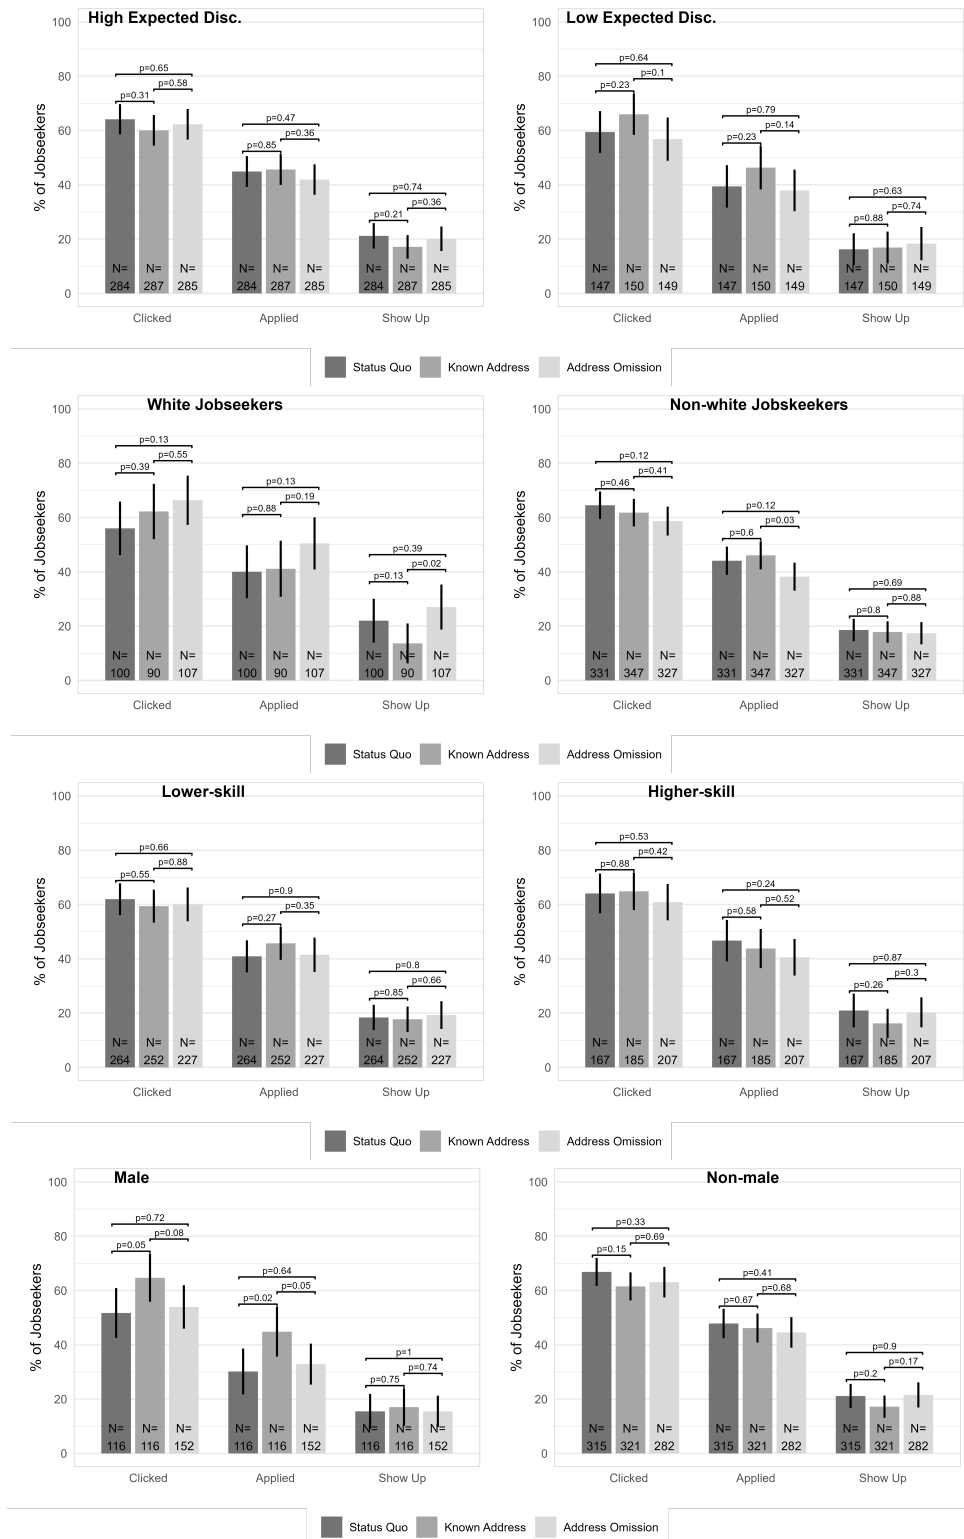 High Expected Disc.
% of Jobseekers
100
80
60
40
20
0
p=0.65
p=0.31
p=0.58
p=0.47
p=0.85
p=0.36
p=0.74
p=0.21
p=0.36
N= N= N= N= N= N= N= N= N=
284 287 285 284 287 285 284 287 285
Clicked Applied Show Up
Low Expected Disc.
% of Jobseekers
100
80
60
40
20
0
p=0.64
p=0.23
p=0.1
p=0.79
p=0.23
p=0.14
p=0.63
p=0.88
p=0.74
N= N= N= N= N= N= N= N= N=
147 150 149 147 150 149 147 150 149
Clicked Applied Show Up
Status Quo Known Address Address Omission
White Jobseekers
% of Jobseekers
100
80
60
40
20
0
p=0.13
p=0.39
p=0.55
p=0.13
p=0.88
p=0.19
p=0.39
p=0.13
p=0.02
N= N= N= N= N= N= N= N= N=
100 90 107 100 90 107 100 90 107
Clicked Applied Show Up
Non-white Jobskeekers
% of Jobseekers
100
80
60
40
20
0
p=0.12
p=0.46
p=0.41
p=0.12
p=0.6
p=0.03
p=0.69
p=0.8
p=0.88
N= N= N= N= N= N= N= N= N=
331 347 327 331 347 327 331 347 327
Clicked Applied Show Up
Status Quo Known Address Address Omission
Lower-skill
% of Jobseekers
100
80
60
40
20
0
p=0.66
p=0.55
p=0.88
p=0.9
p=0.27
p=0.35
p=0.8
p=0.85
p=0.66
N= N= N= N= N= N= N= N= N=
264 252 227 264 252 227 264 252 227
Clicked Applied Show Up
Higher-skill
% of Jobseekers
100
80
60
40
20
0
p=0.53
p=0.88
p=0.42
p=0.24
p=0.58
p=0.52
p=0.87
p=0.26
p=0.3
N= N= N= N= N= N= N= N= N=
167 185 207 167 185 207 167 185 207
Clicked Applied Show Up
Status Quo Known Address Address Omission
Male
% of Jobseekers
100
80
60
40
20
0
p=0.72
p=0.05
p=0.08
p=0.64
p=0.02
p=0.05
p=1
p=0.75
p=0.74
N= N= N= N= N= N= N= N= N=
116 116 152 116 116 152 116 116 152
Clicked Applied Show Up
Non-male
% of Jobseekers
100
80
60
40
20
0
p=0.33
p=0.15
p=0.69
p=0.41
p=0.67
p=0.68
p=0.9
p=0.2
p=0.17
N= N= N= N= N= N= N= N= N=
315 321 282 315 321 282 315 321 282
Clicked Applied Show Up
Status Quo Known Address Address Omission